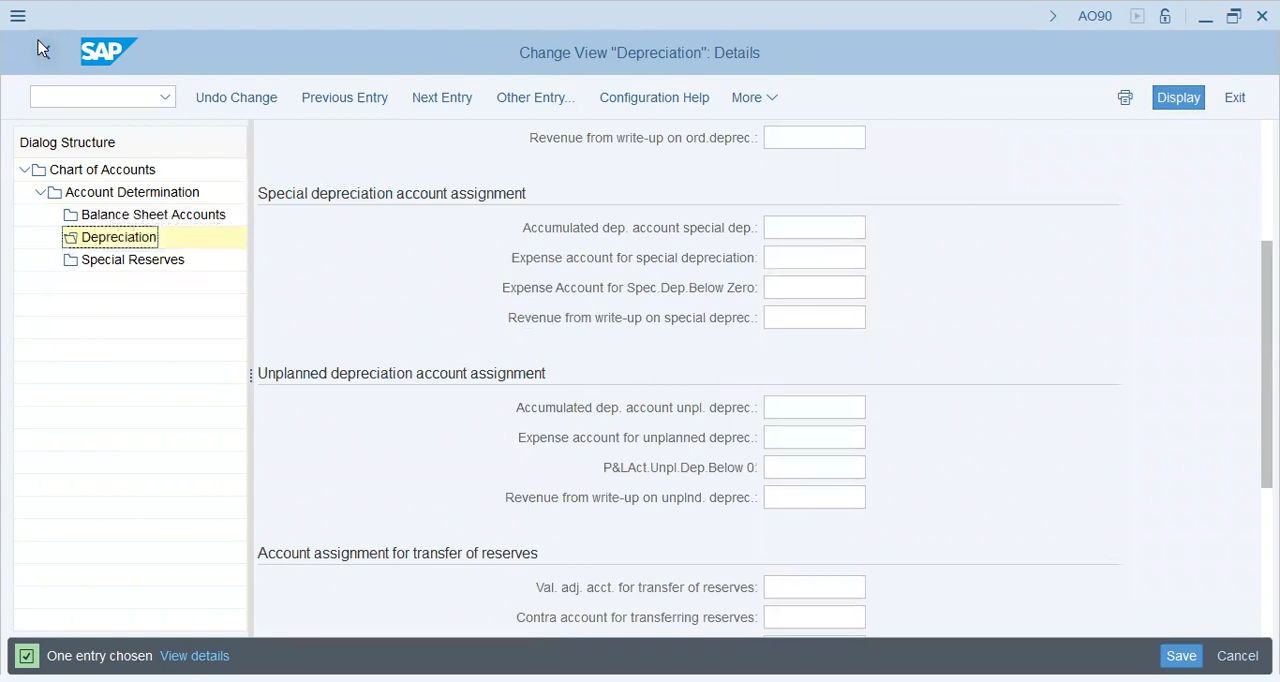 AO90
SAP
Change View "Depreciation": Details
Undo Change Previous Entry Next Entry Other Entry... Configuration Help More Display Exit
Dialog Structure
Chart of Accounts
Account Determination
Balance Sheet Accounts
Depreciation
Special Reserves
Revenue from write-up on ord.deprec.:
Special depreciation account assignment
Accumulated dep. account special dep.:
Expense account for special depreciation:
Expense Account for Spec.Dep.Below Zero:
Revenue from write-up on special deprec.:
Unplanned depreciation account assignment
Accumulated dep. account unpl. deprec.:
Expense account for unplanned deprec.:
P&LAct.Unpl.Dep.Below 0:
Revenue from write-up on unplnd. deprec.:
Account assignment for transfer of reserves
Val. adj. acct. for transfer of reserves:
Contra account for transferring reserves:
One entry chosen View details Save Cancel